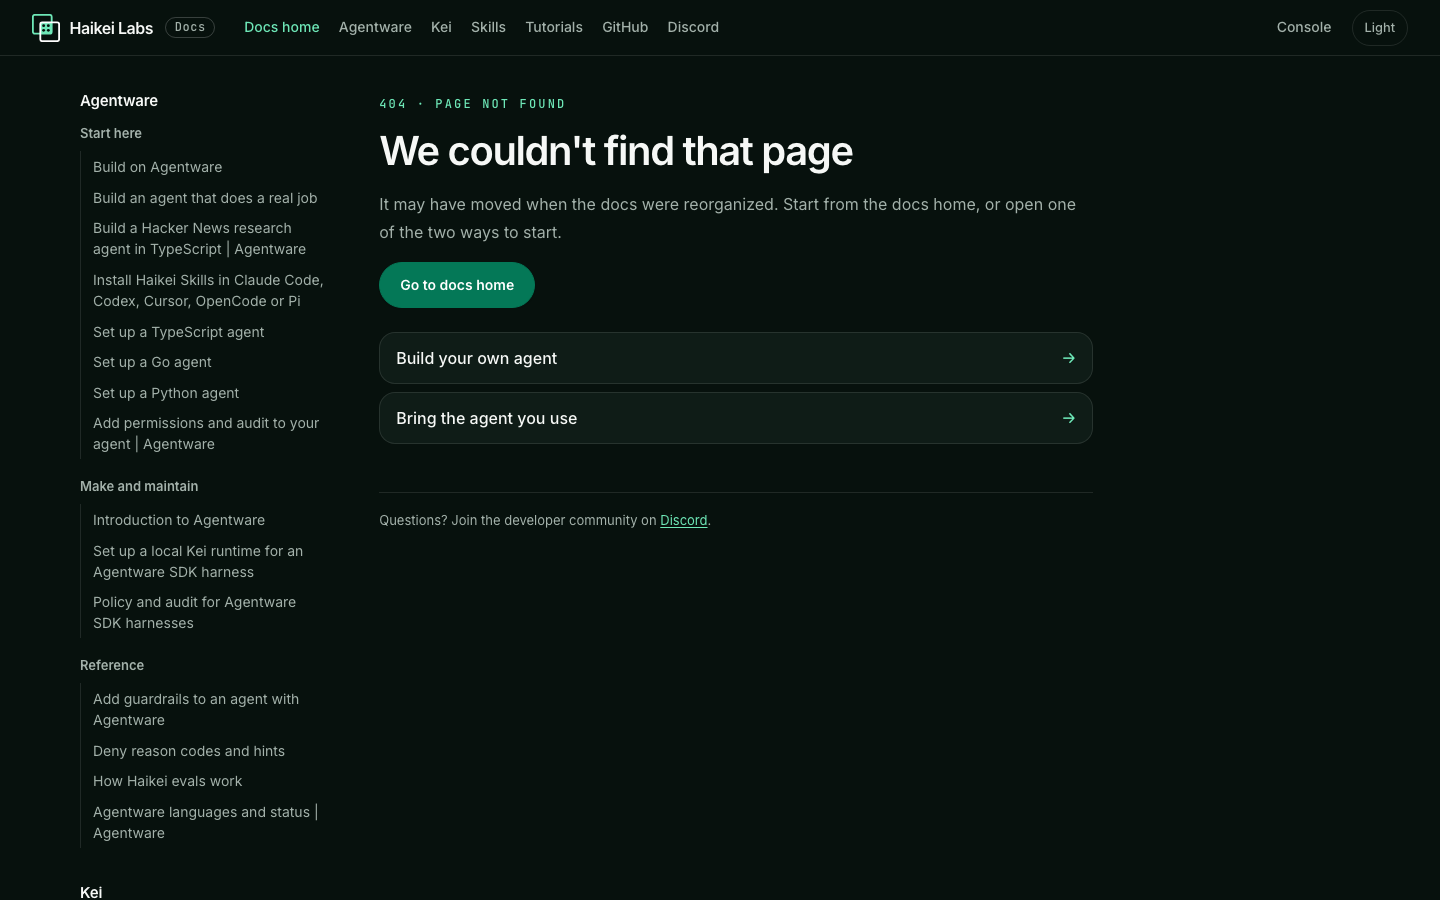 Haikei Labs Docs Docs home Agentware Kei Skills Tutorials GitHub Discord Console Light
Agentware
Start here
Build on Agentware
Build an agent that does a real job
Build a Hacker News research
agent in TypeScript | Agentware
Install Haikei Skills in Claude Code,
Codex, Cursor, OpenCode or Pi
Set up a TypeScript agent
Set up a Go agent
Set up a Python agent
Add permissions and audit to your
agent | Agentware
Make and maintain
Introduction to Agentware
Set up a local Kei runtime for an
Agentware SDK harness
Policy and audit for Agentware
SDK harnesses
Reference
Add guardrails to an agent with
Agentware
Deny reason codes and hints
How Haikei evals work
Agentware languages and status |
Agentware
Kei
404 · PAGE NOT FOUND
We couldn't find that page
It may have moved when the docs were reorganized. Start from the docs home, or open one
of the two ways to start.
Go to docs home
Build your own agent →
Bring the agent you use →
Questions? Join the developer community on Discord.